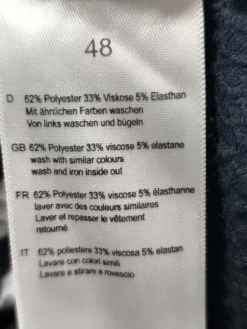 48
D 62% Polyester 33% Viskose 5% Elasthan
Mit ähnlichen Farben waschen
Von links waschen und bügeln
GB 62% Polyester 33% viscose 5% elastane
wash with similar colours
wash and iron inside out
FR 62% Polyester 33% viscose 5% élasthanne
laver avec des couleurs similaires
Laver et repasser le vêtement
retourné
IT 62% poliestere 33% viscosa 5% elastan
Lavare con colori simili
Lavare e stirare a rovescio